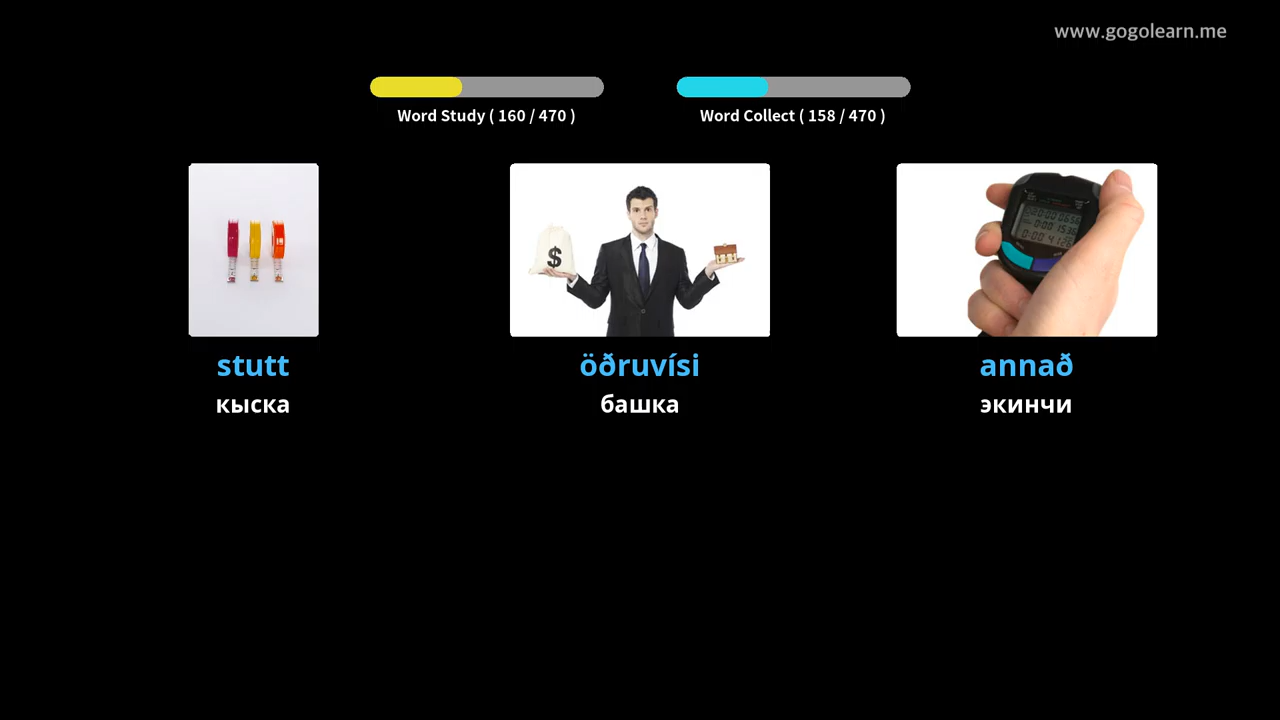 www.gogolearn.me
Word Study ( 160 / 470 )
Word Collect ( 158 / 470 )
$
stutt
öðruvísi
annað
кыска
башка
экинчи